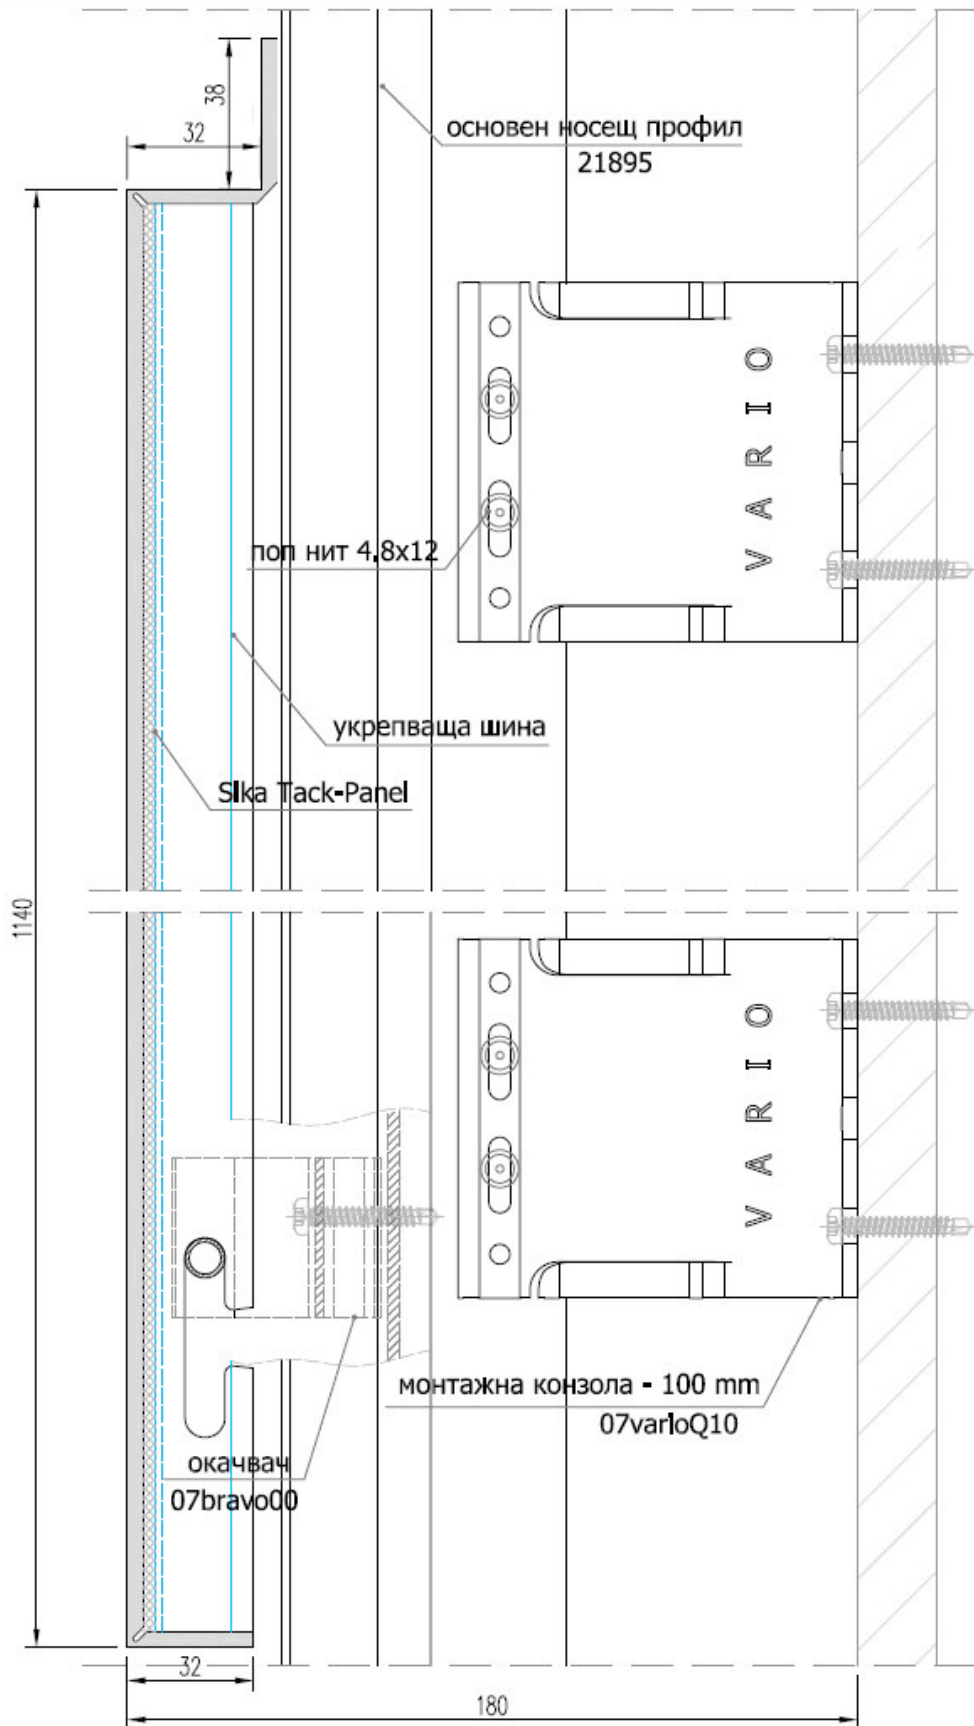 38
32
основен носещ профил
21895
VARIO
поп нит 4.8x12
укрепваща шина
Sika Tack-Panel
1140
VARIO
монтажна конзола - 100 mm
07varioQ10
окачвач
07bravo00
32
180